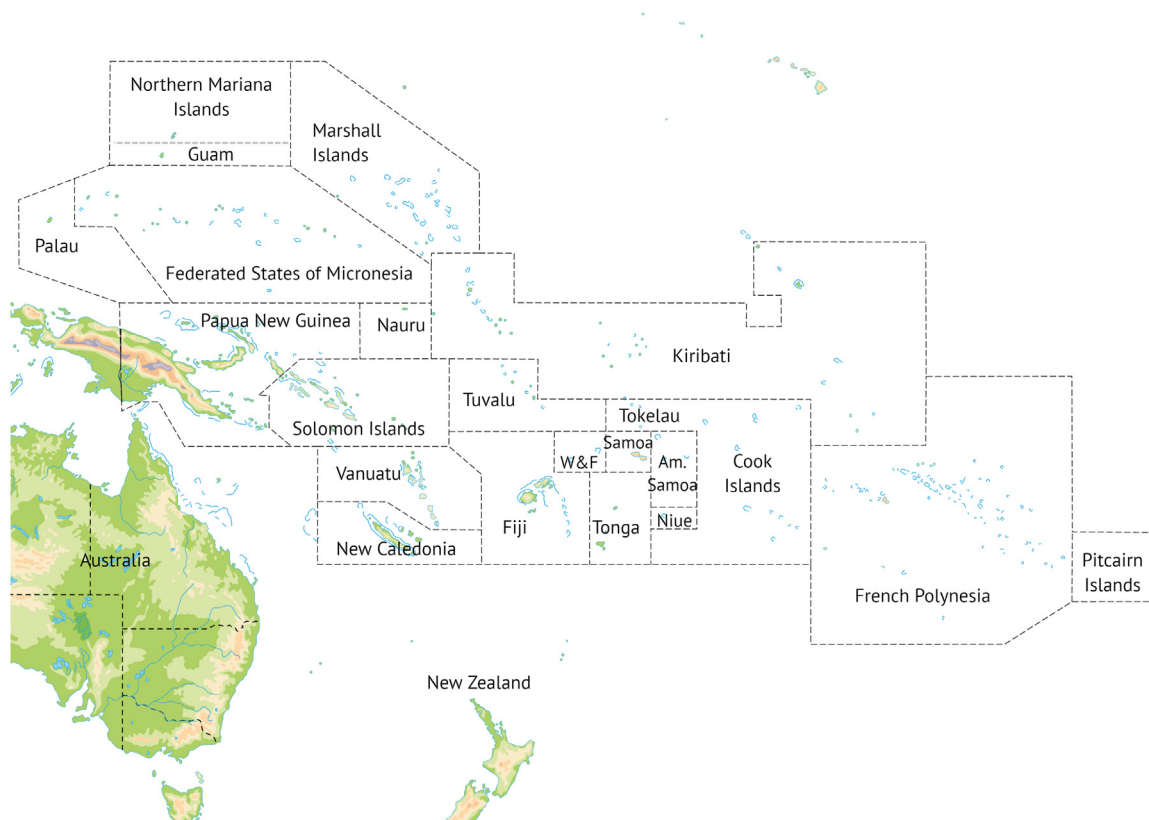 Northern Mariana
Islands
Guam
Marshall
Islands
Palau
Federated States of Micronesia
Papua New Guinea
Nauru
Kiribati
Tuvalu
Tokelau
Solomon Islands
Samoa
W&F
Am.
Samoa
Cook
Islands
Vanuatu
Fiji
Tonga
Niue
New Caledonia
Australia
Pitcairn
Islands
French Polynesia
New Zealand